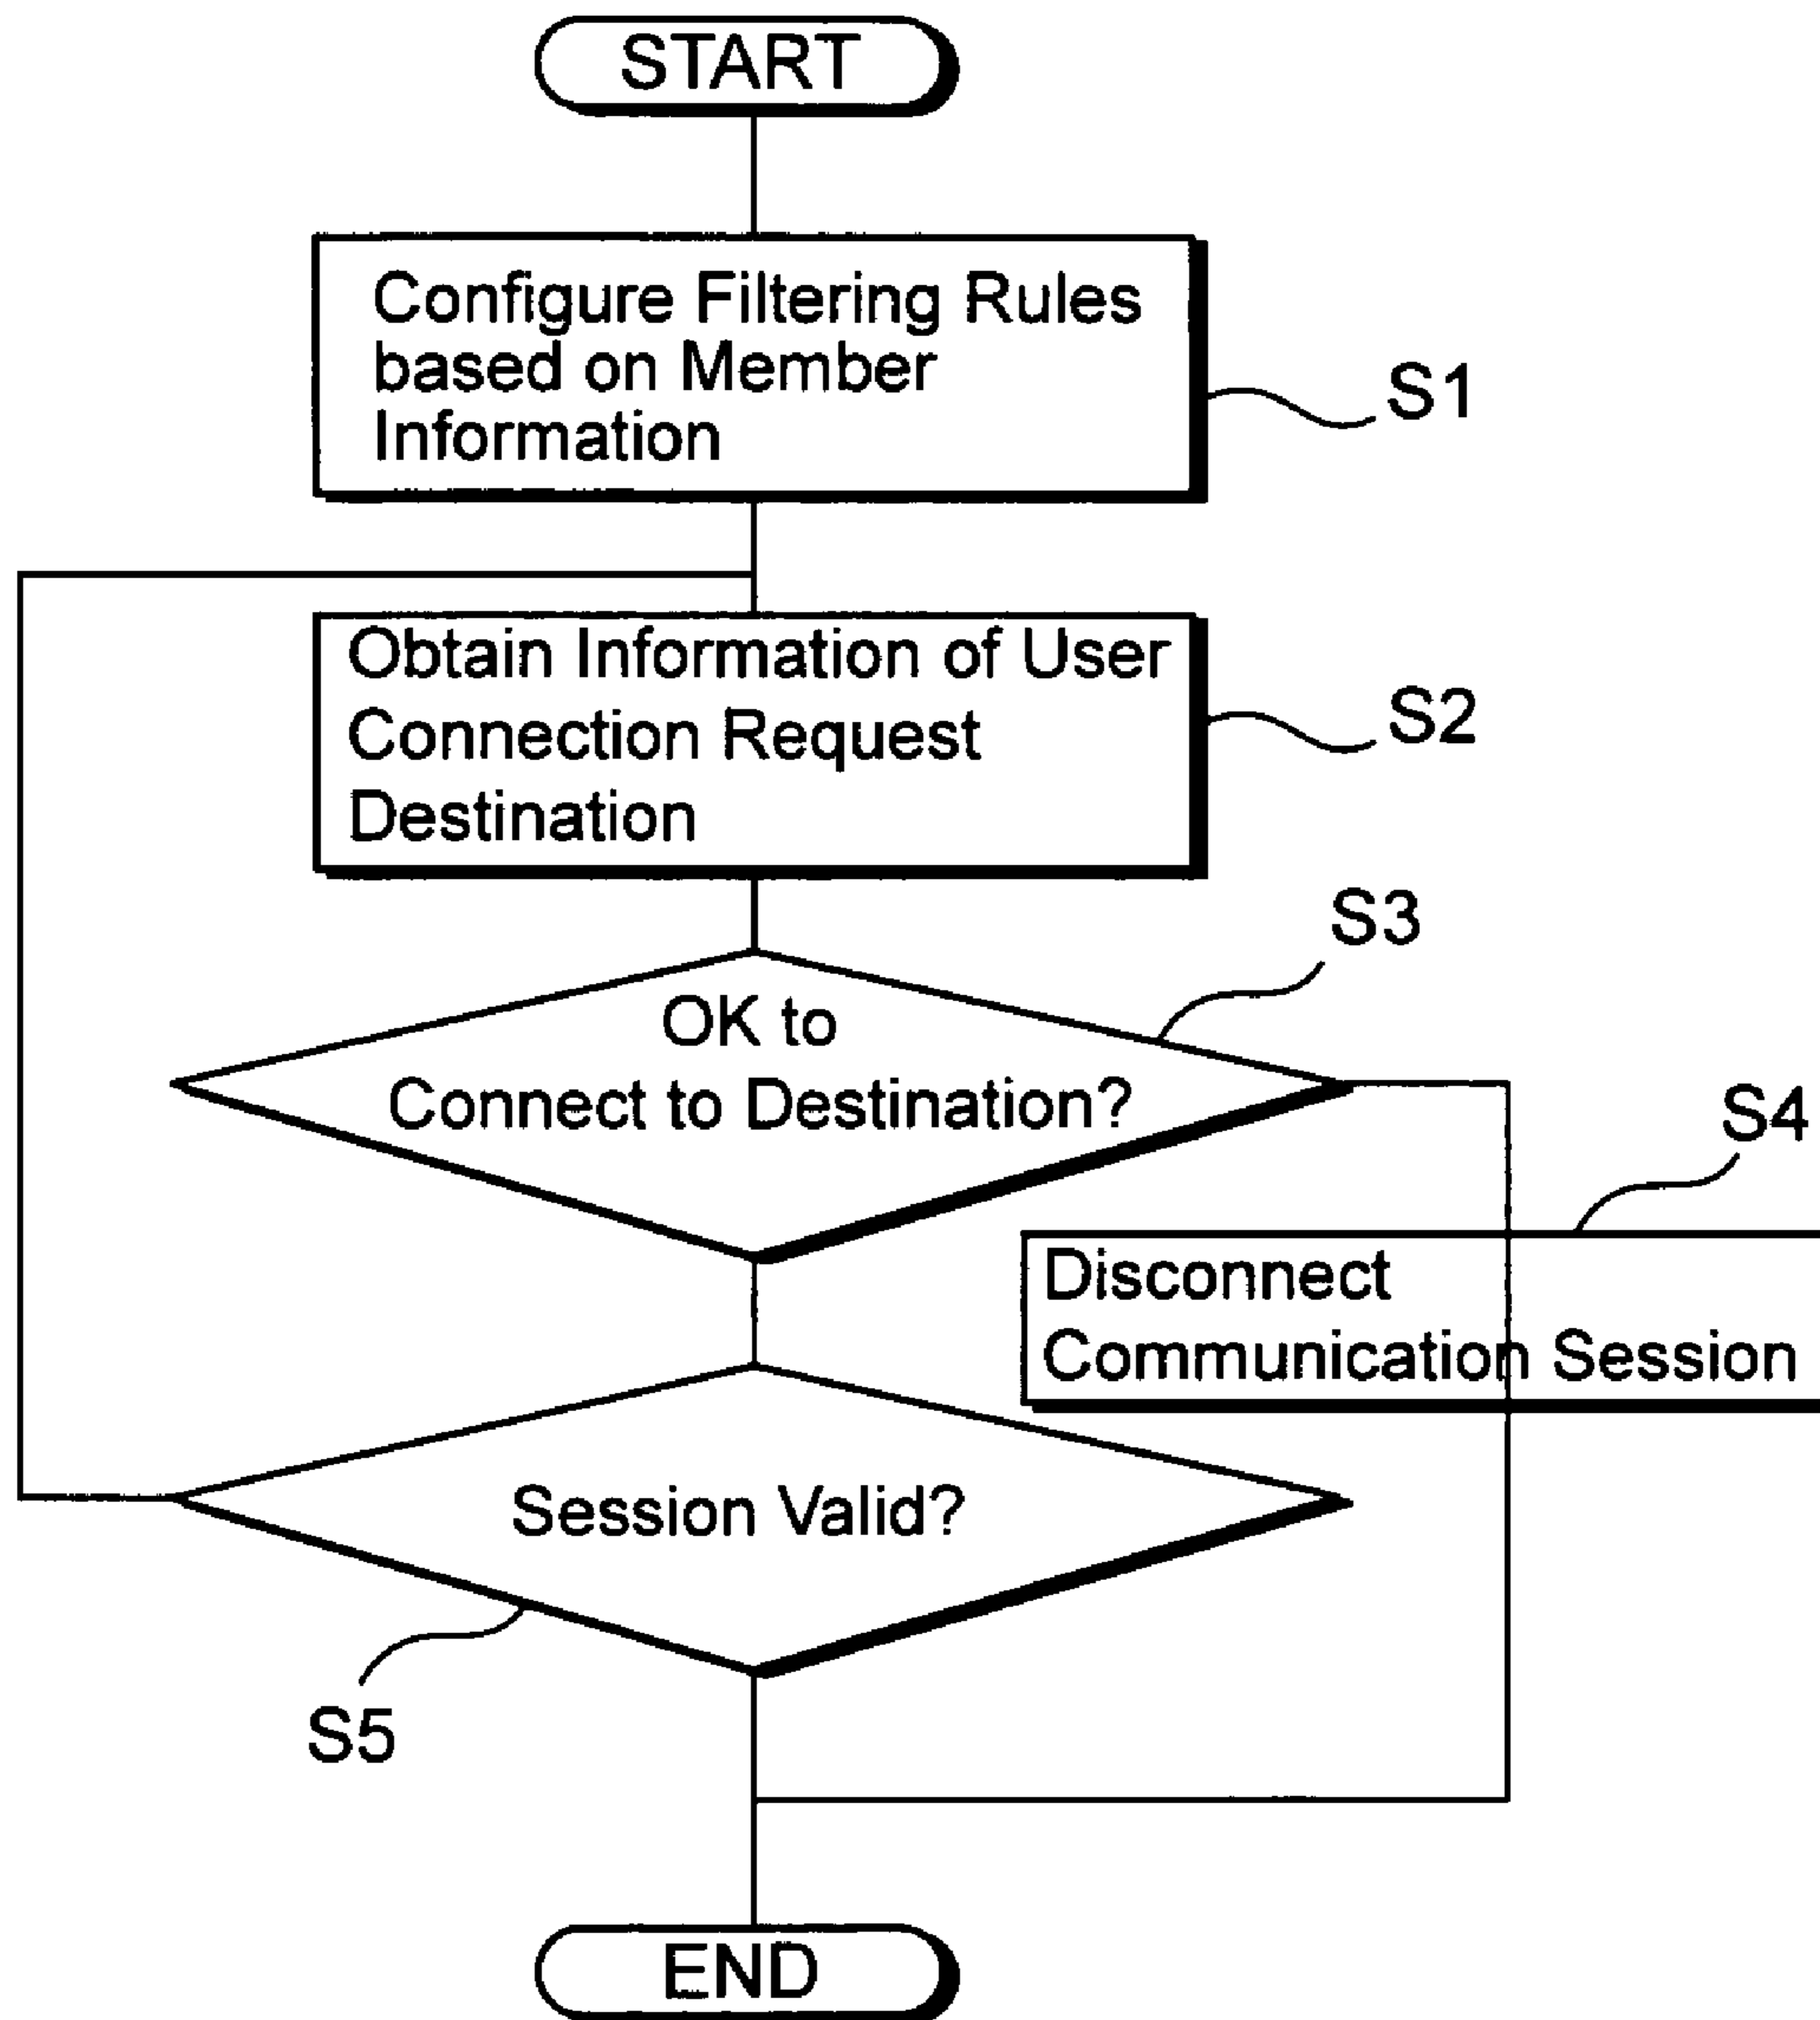 START
Configure Filtering Rules
based on Member
Information
S1
Obtain Information of User
Connection Request
Destination
S2
S3
OK to
Connect to Destination?
S4
Disconnect
Communication Session
Session Valid?
S5
END